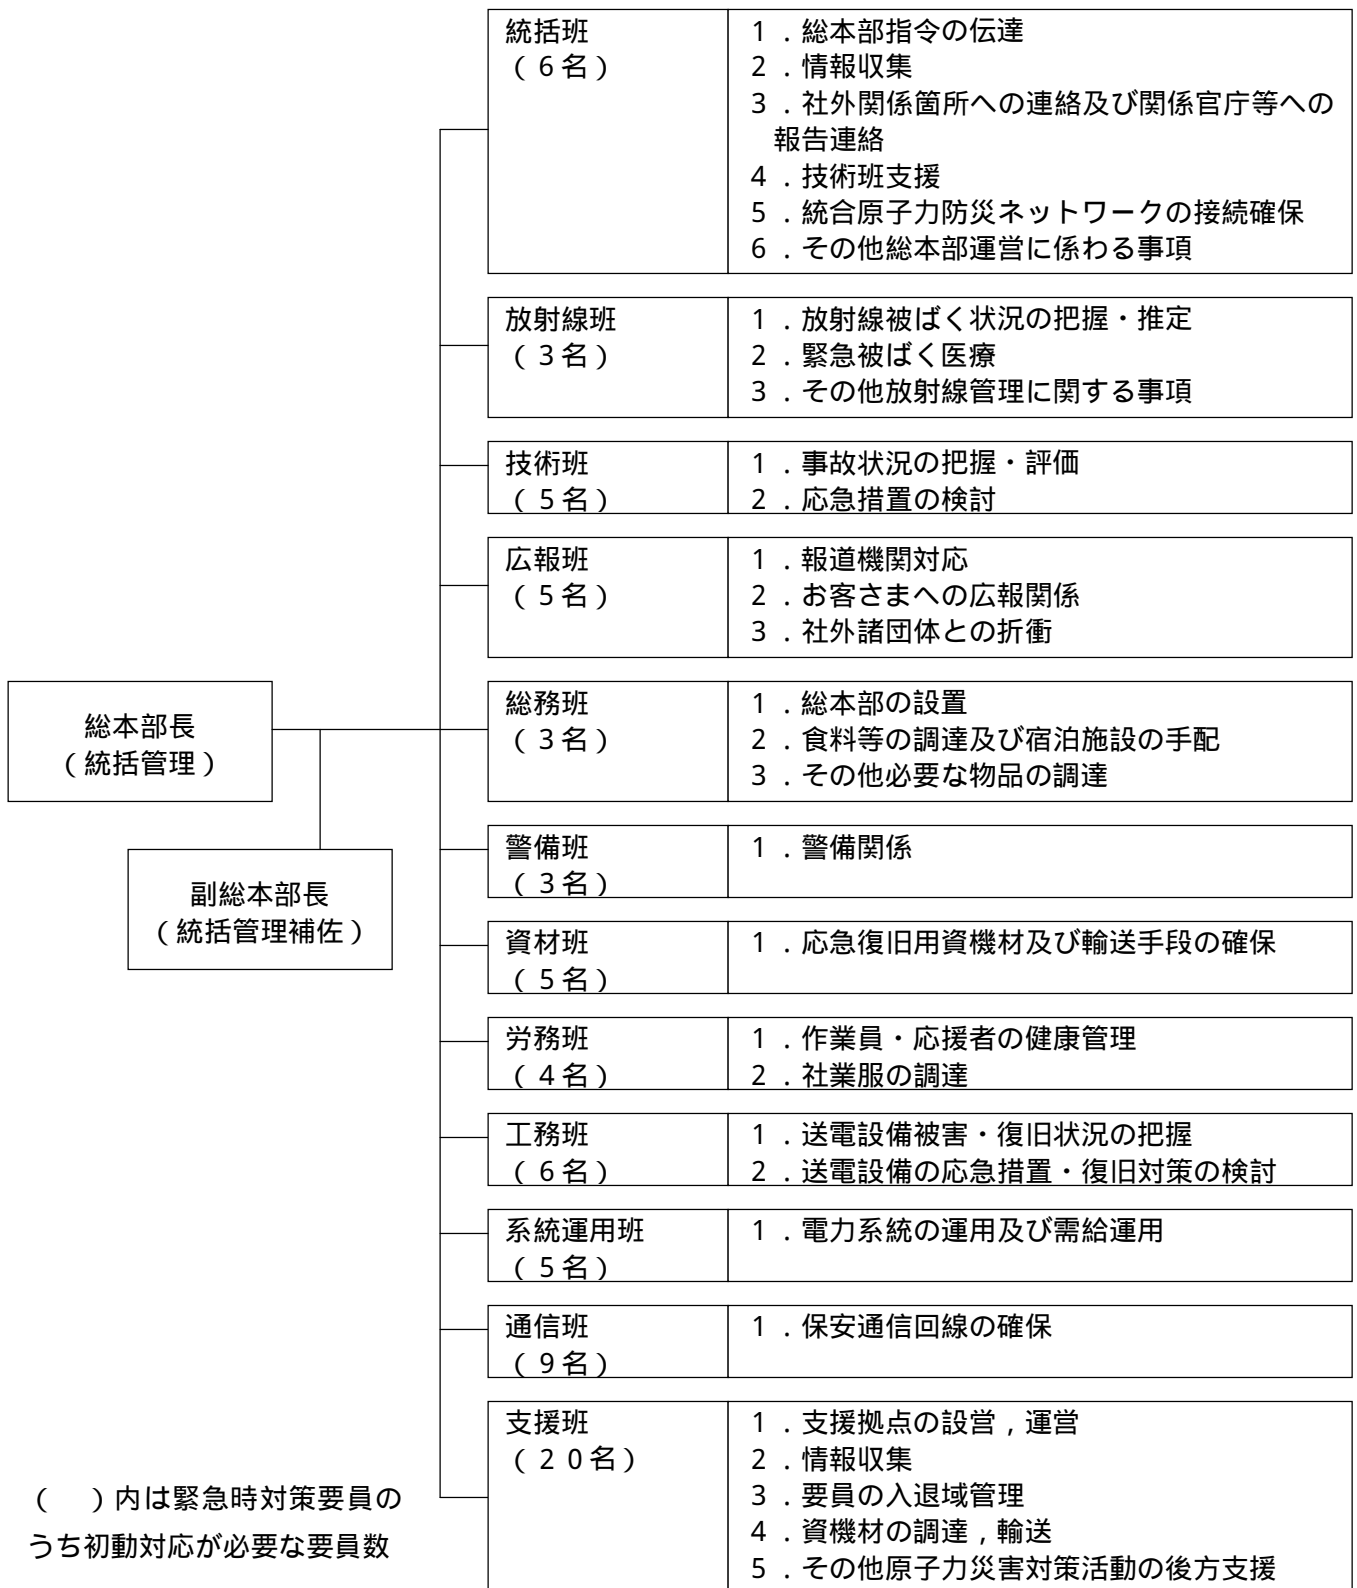 統括班
(6名)
1.総本部指令の伝達
2.情報収集
3.社外関係箇所への連絡及び関係官庁等への
報告連絡
4.技術班支援
5.統合原子力防災ネットワークの接続確保
6.その他総本部運営に係わる事項
放射線班
(3名)
1.放射線被ばく状況の把握・推定
2.緊急被ばく医療
3.その他放射線管理に関する事項
技術班
(5名)
1.事故状況の把握・評価
2.応急措置の検討
広報班
(5名)
1.報道機関対応
2.お客さまへの広報関係
3.社外諸団体との折衝
総本部長
(統括管理)
副総本部長
(統括管理補佐)
総務班
(3名)
1.総本部の設置
2.食料等の調達及び宿泊施設の手配
3.その他必要な物品の調達
警備班
(3名)
1.警備関係
資材班
(5名)
1.応急復旧用資機材及び輸送手段の確保
労務班
(4名)
1.作業員・応援者の健康管理
2.社業服の調達
工務班
(6名)
1.送電設備被害・復旧状況の把握
2.送電設備の応急措置・復旧対策の検討
系統運用班
(5名)
1.電力系統の運用及び需給運用
通信班
(9名)
1.保安通信回線の確保
支援班
(20名)
1.支援拠点の設営,運営
2.情報収集
3.要員の入退域管理
4.資機材の調達,輸送
5.その他原子力災害対策活動の後方支援
(　)内は緊急時対策要員の
うち初動対応が必要な要員数